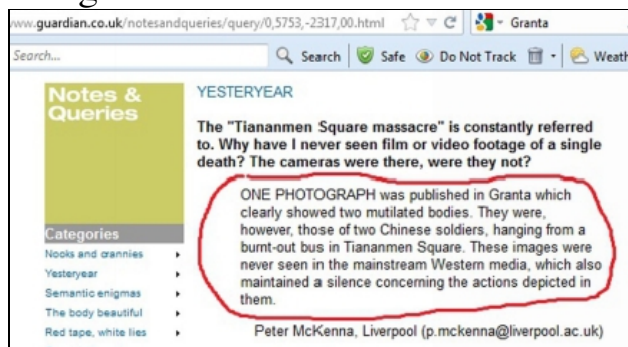 www.guardian.co.uk/notesandqueries/query/0,5753,-2317,00.html
Granta
Search...
Search
Safe
Do Not Track
Notes &
Queries
YESTERYEAR
The "Tiananmen Square massacre" is constantly referred
to. Why have I never seen film or video footage of a single
death? The cameras were there, were they not?
ONE PHOTOGRAPH was published in Granta which
clearly showed two mutilated bodies. They were,
however, those of two Chinese soldiers, hanging from a
burnt-out bus in Tiananmen Square. These images were
never seen in the mainstream Western media, which also
maintained a silence concerning the actions depicted in
them.
Peter McKenna, Liverpool (p.mckenna@liverpool.ac.uk)
Categories
Nooks and crannies
Yesteryear
Semantic enigmas
The body beautiful
Red tape, white lies